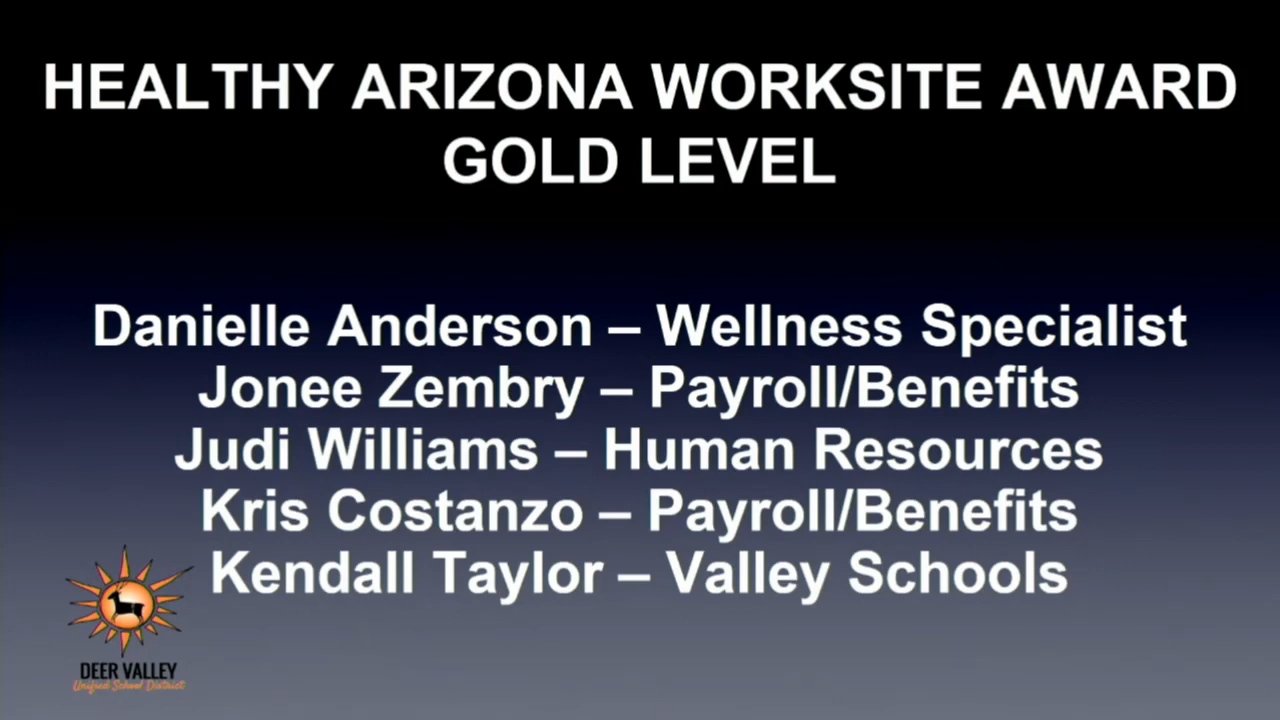 HEALTHY ARIZONA WORKSITE AWARD
GOLD LEVEL
Danielle Anderson – Wellness Specialist
Jonee Zembry – Payroll/Benefits
Judi Williams – Human Resources
Kris Costanzo – Payroll/Benefits
Kendall Taylor – Valley Schools
DEER VALLEY
Unified School District